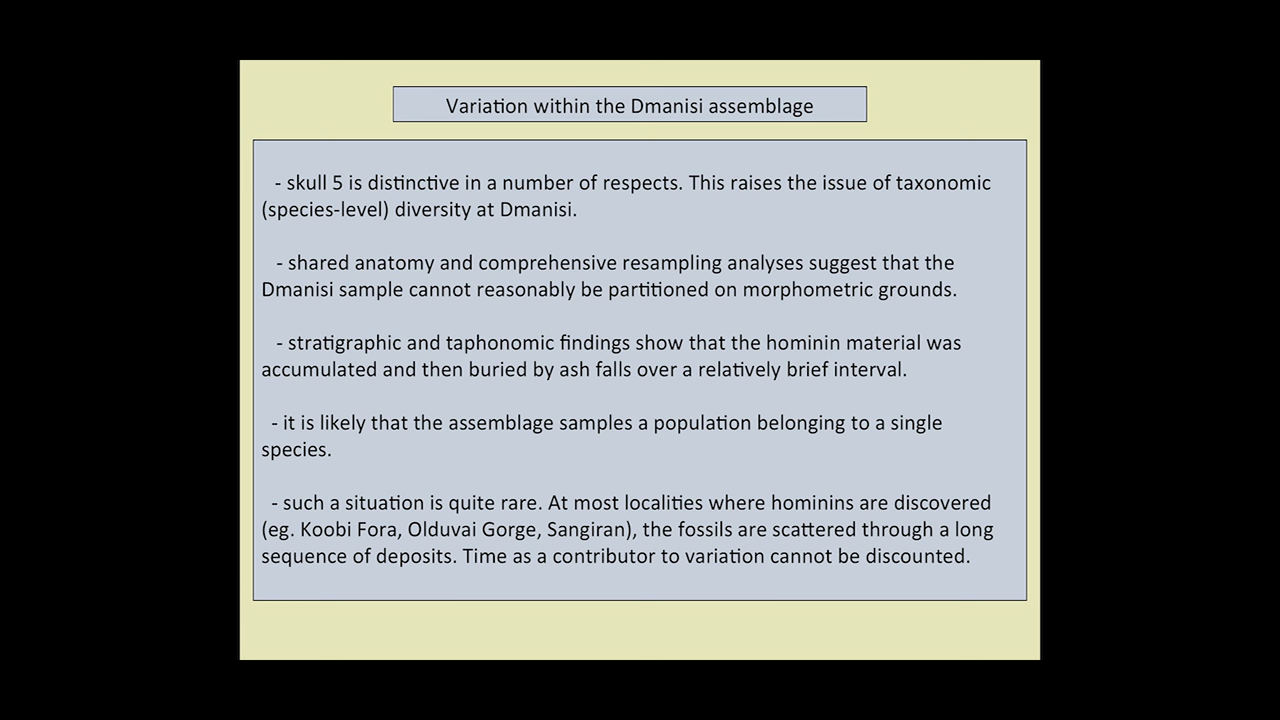 Variation within the Dmanisi assemblage
- skull 5 is distinctive in a number of respects. This raises the issue of taxonomic
(species-level) diversity at Dmanisi.
- shared anatomy and comprehensive resampling analyses suggest that the
Dmanisi sample cannot reasonably be partitioned on morphometric grounds.
- stratigraphic and taphonomic findings show that the hominin material was
accumulated and then buried by ash falls over a relatively brief interval.
- it is likely that the assemblage samples a population belonging to a single
species.
- such a situation is quite rare. At most localities where hominins are discovered
(eg. Koobi Fora, Olduvai Gorge, Sangiran), the fossils are scattered through a long
sequence of deposits. Time as a contributor to variation cannot be discounted.